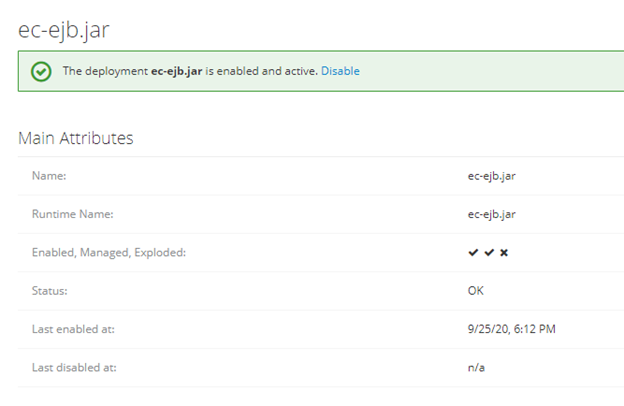 ec-ejb.jar
The deployment ec-ejb.jar is enabled and active. Disable
Main Attributes
Name: ec-ejb.jar
Runtime Name: ec-ejb.jar
Enabled, Managed, Exploded: ✔ ✔ ✖
Status: OK
Last enabled at: 9/25/20, 6:12 PM
Last disabled at: n/a